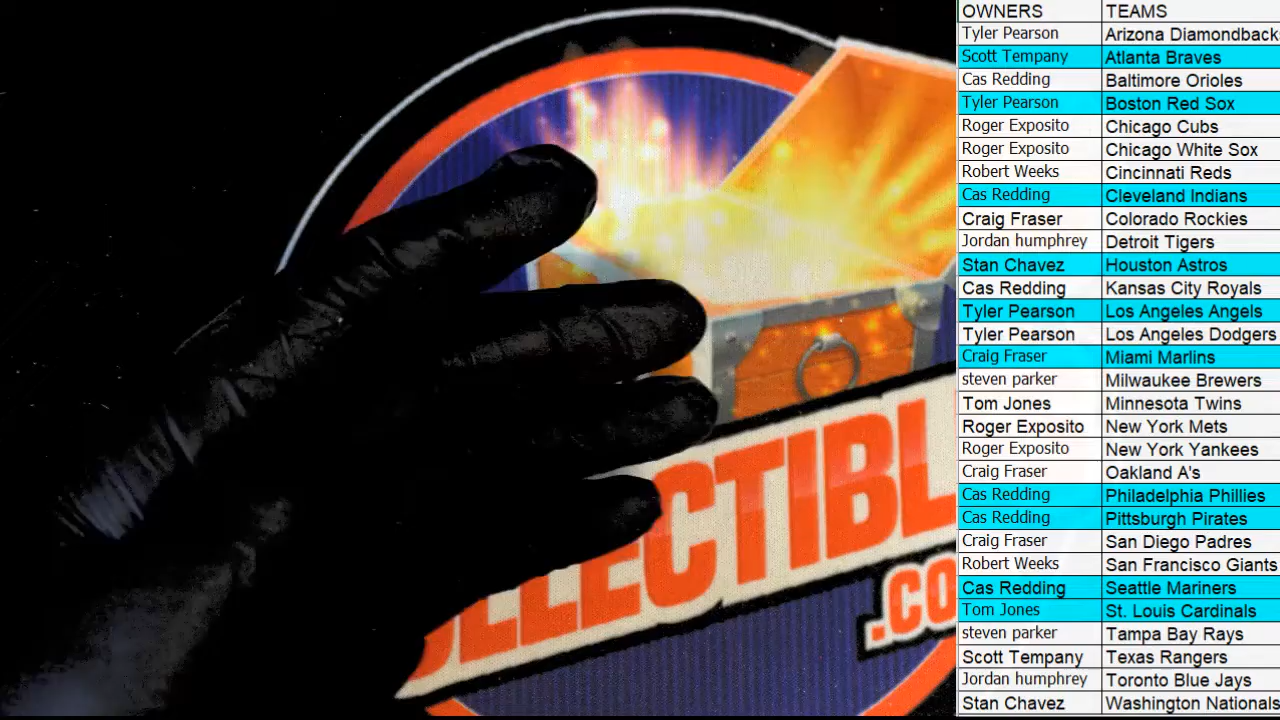 OLLECTIBL
.CO
OWNERS TEAMS
Tyler Pearson Arizona Diamondbacks
Scott Tempany Atlanta Braves
Cas Redding Baltimore Orioles
Tyler Pearson Boston Red Sox
Roger Exposito Chicago Cubs
Roger Exposito Chicago White Sox
Robert Weeks Cincinnati Reds
Cas Redding Cleveland Indians
Craig Fraser Colorado Rockies
Jordan humphrey Detroit Tigers
Stan Chavez Houston Astros
Cas Redding Kansas City Royals
Tyler Pearson Los Angeles Angels
Tyler Pearson Los Angeles Dodgers
Craig Fraser Miami Marlins
steven parker Milwaukee Brewers
Tom Jones Minnesota Twins
Roger Exposito New York Mets
Roger Exposito New York Yankees
Craig Fraser Oakland A's
Cas Redding Philadelphia Phillies
Cas Redding Pittsburgh Pirates
Craig Fraser San Diego Padres
Robert Weeks San Francisco Giants
Cas Redding Seattle Mariners
Tom Jones St. Louis Cardinals
steven parker Tampa Bay Rays
Scott Tempany Texas Rangers
Jordan humphrey Toronto Blue Jays
Stan Chavez Washington Nationals